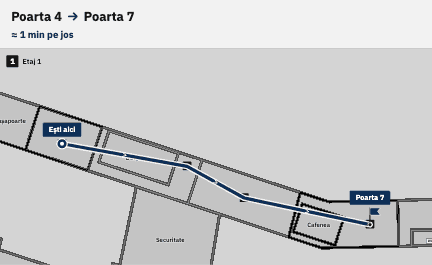 Poarta 4 → Poarta 7
≈ 1 min pe jos
1 Etaj 1
Ești aici
Poarta 7
Cafenea
Securitate